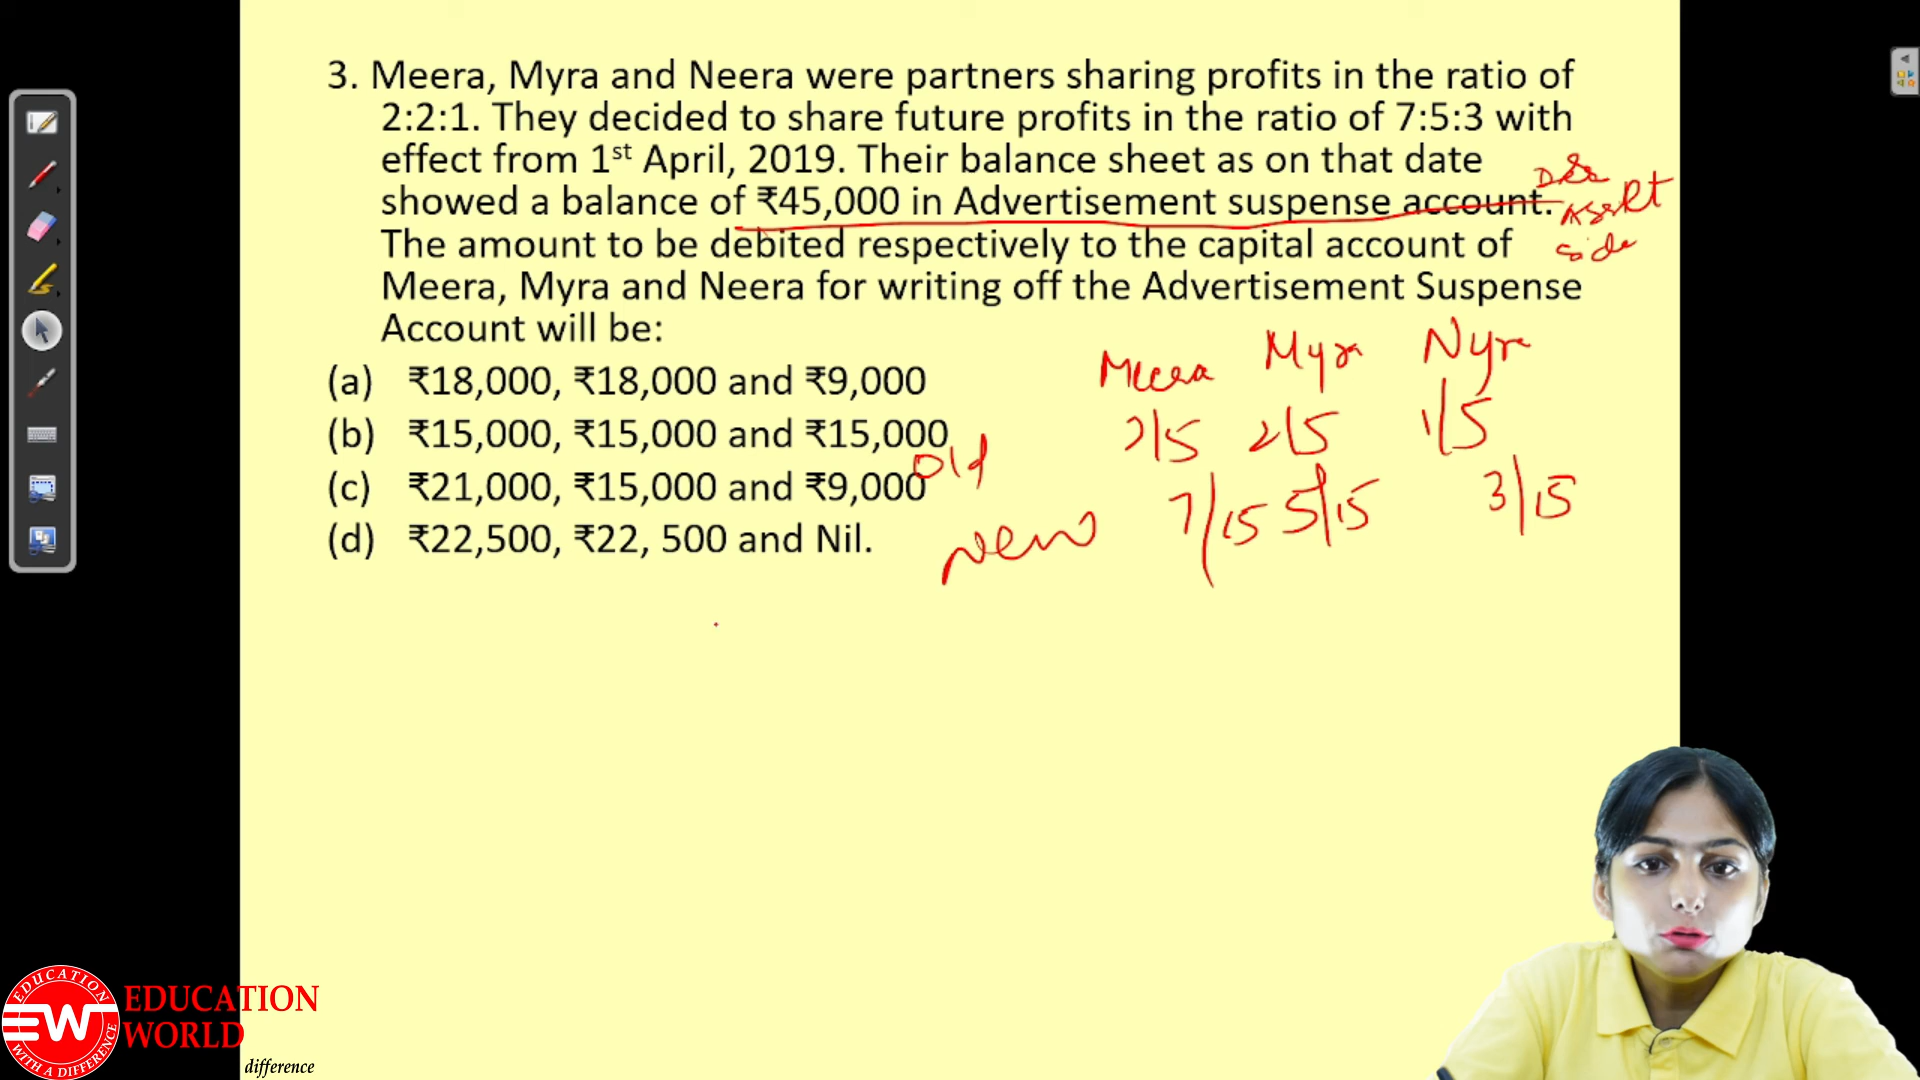 3. Meera, Myra and Neera were partners sharing profits in the ratio of
2:2:1. They decided to share future profits in the ratio of 7:5:3 with
effect from 1st April, 2019. Their balance sheet as on that date
showed a balance of ₹45,000 in Advertisement suspense account.
The amount to be debited respectively to the capital account of
Meera, Myra and Neera for writing off the Advertisement Suspense
Account will be:
(a) ₹18,000, ₹18,000 and ₹9,000
(b) ₹15,000, ₹15,000 and ₹15,000
(c) ₹21,000, ₹15,000 and ₹9,000
(d) ₹22,500, ₹22, 500 and Nil.
side
Meera Myra Nyra
Old 2/5 2/5 1/5
New 7/15 5/15 3/15
EDUCATION
EW
WITH A DIFFERENCE
EDUCATION
WORLD
difference